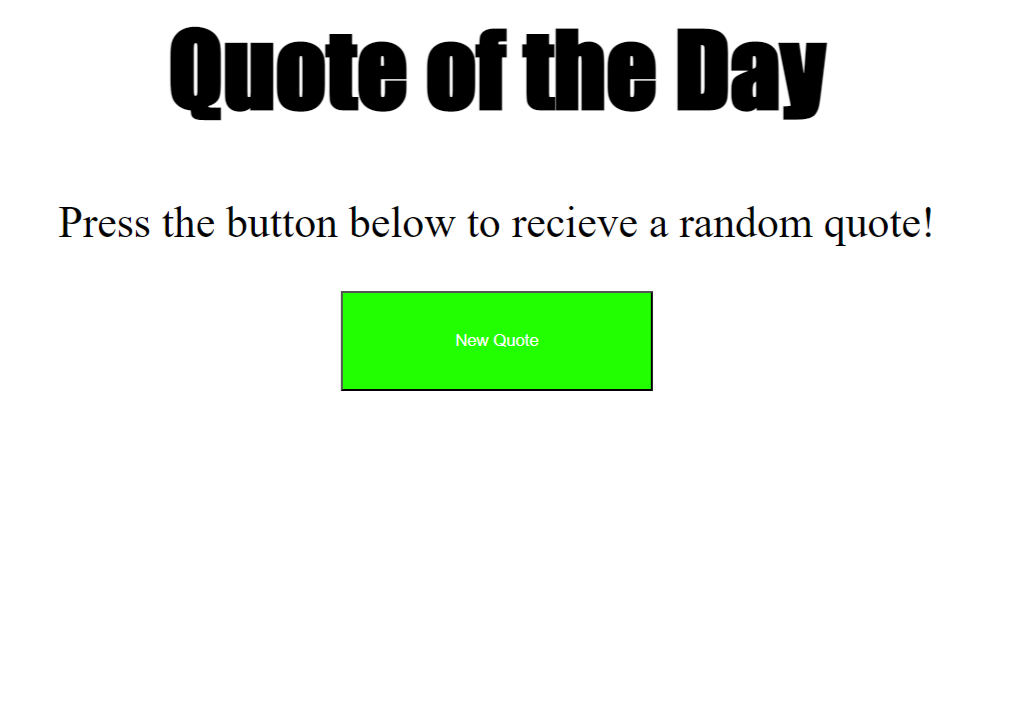 Quote of the Day
Press the button below to recieve a random quote!
New Quote